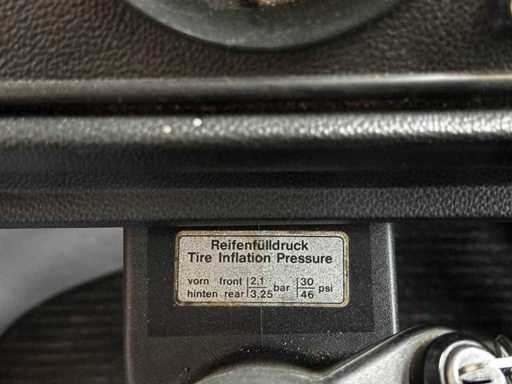 Reifenfülldruck
Tire Inflation Pressure
vorn front 2,1 bar 30 psi
hinten rear 3,25 46